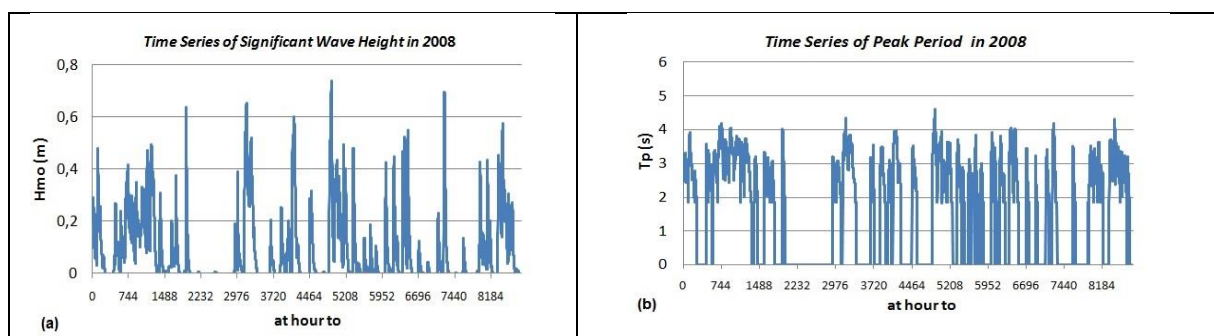 Time Series of Significant Wave Height in 2008
0,8
0,6
0,4
0,2
0
Hmo (m)
0 744 1488 2232 2976 3720 4464 5208 5952 6696 7440 8184
at hour to
(a)
Time Series of Peak Period in 2008
6
5
4
3
2
1
0
Tp (s)
0 744 1488 2232 2976 3720 4464 5208 5952 6696 7440 8184
at hour to
(b)